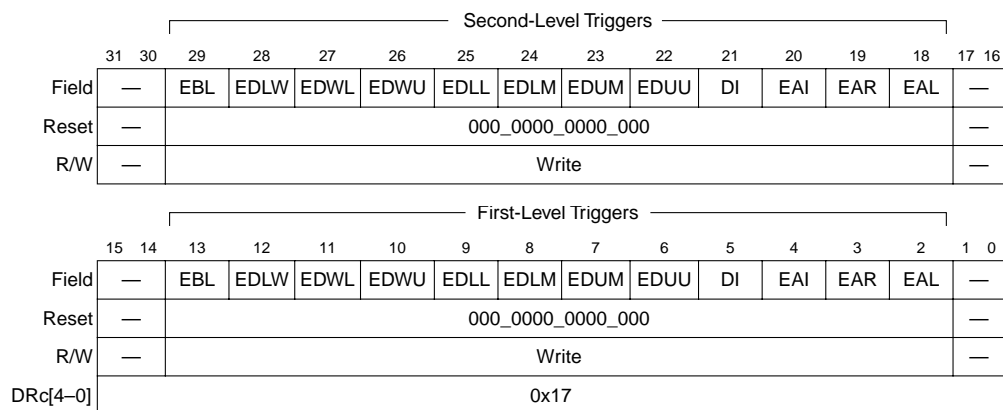 Second-Level Triggers
31 30 29 28 27 26 25 24 23 22 21 20 19 18 17 16
Field — EBL EDLW EDWL EDWU EDLL EDLM EDUM EDUU DI EAI EAR EAL —
Reset — 000_0000_0000_000 —
R/W — Write —
First-Level Triggers
15 14 13 12 11 10 9 8 7 6 5 4 3 2 1 0
Field — EBL EDLW EDWL EDWU EDLL EDLM EDUM EDUU DI EAI EAR EAL —
Reset — 000_0000_0000_000 —
R/W — Write —
DRc[4–0] 0x17